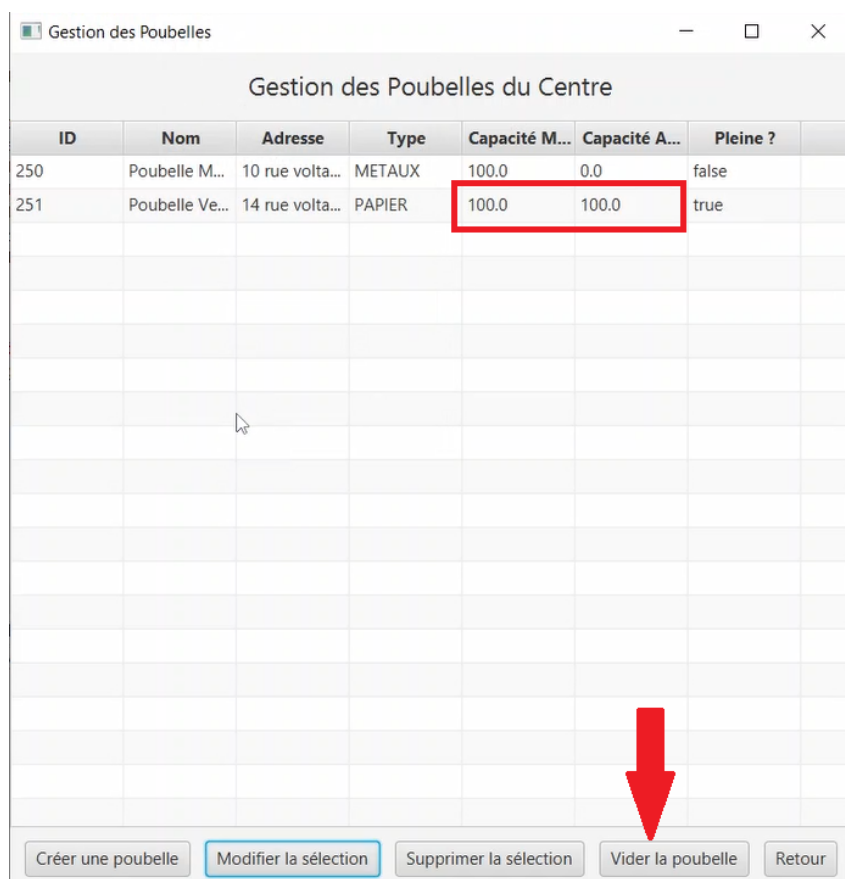 Gestion des Poubelles
Gestion des Poubelles du Centre
ID Nom Adresse Type Capacité M... Capacité A... Pleine ?
250 Poubelle M... 10 rue volta... METAUX 100.0 0.0 false
251 Poubelle Ve... 14 rue volta... PAPIER 100.0 100.0 true
Créer une poubelle Modifier la sélection Supprimer la sélection Vider la poubelle Retour